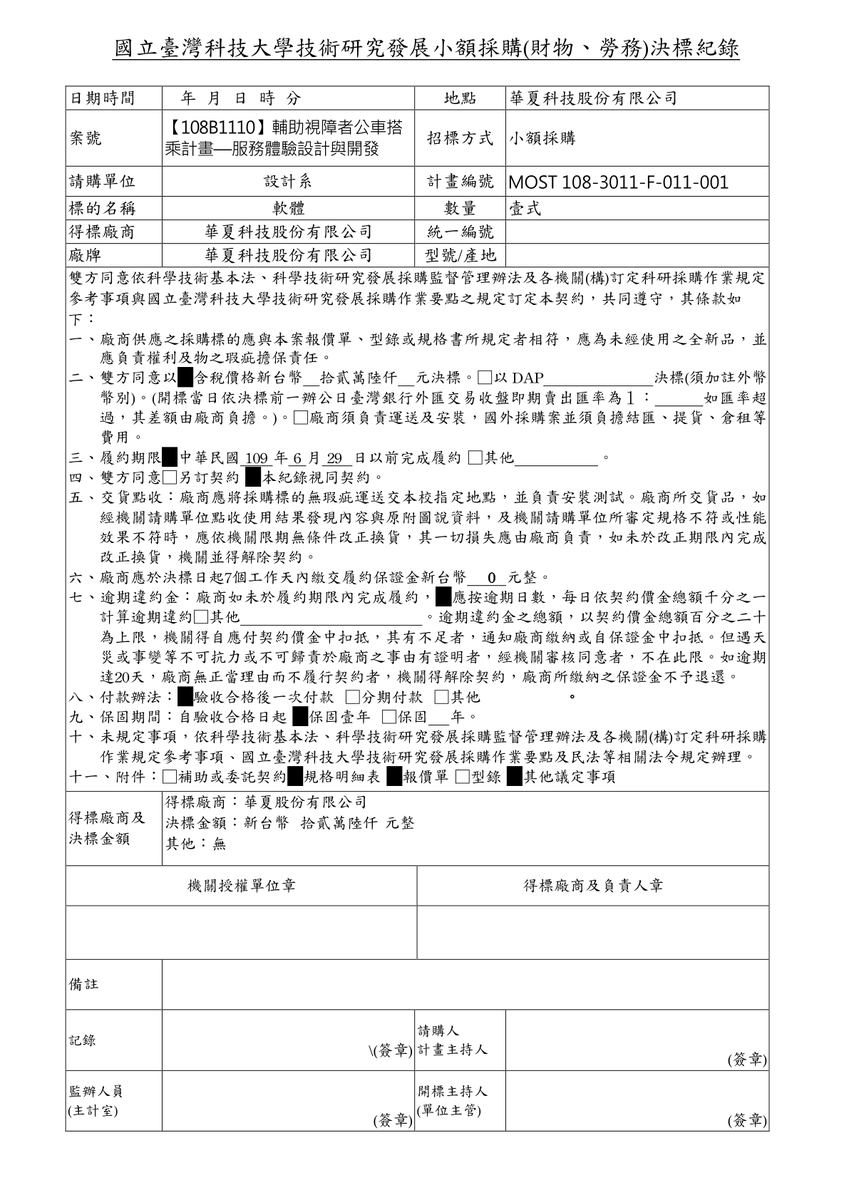 國立臺灣科技大學技術研究發展小額採購(財物、勞務)決標紀錄
日期時間 年 月 日 時 分 地點 華夏科技股份有限公司
案號 【108B1110】輔助視障者公車搭乘計畫—服務體驗設計與開發 招標方式 小額採購
請購單位 設計系 計畫編號 MOST 108-3011-F-011-001
標的名稱 軟體 數量 壹式
得標廠商 華夏科技股份有限公司 統一編號
廠牌 華夏科技股份有限公司 型號/產地
雙方同意依科學技術基本法、科學技術研究發展採購監督管理辦法及各機關(構)訂定科研採購作業規定
參考事項與國立臺灣科技大學技術研究發展採購作業要點之規定訂定本契約，共同遵守，其條款如
下：
一、廠商供應之採購標的應與本案報價單、型錄或規格書所規定者相符，應為未經使用之全新品，並
應負責權利及物之瑕疵擔保責任。
二、雙方同意以■含稅價格新台幣__拾貳萬陸仟__元決標。□以 DAP____________決標(須加註外幣
幣別)。(開標當日依決標前一辦公日臺灣銀行外匯交易收盤即期賣出匯率為１：______如匯率超
過，其差額由廠商負擔。)。□廠商須負責運送及安裝，國外採購案並須負擔結匯、提貨、倉租等
費用。
三、履約期限■中華民國 109 年 6 月 29 日以前完成履約 □其他__________。
四、雙方同意□另訂契約 ■本紀錄視同契約。
五、交貨點收：廠商應將採購標的無瑕疵運送交本校指定地點，並負責安裝測試。廠商所交貨品，如
經機關請購單位點收使用結果發現內容與原附圖說資料，及機關請購單位所審定規格不符或性能
效果不符時，應依機關限期無條件改正換貨，其一切損失應由廠商負責，如未於改正期限內完成
改正換貨，機關並得解除契約。
六、廠商應於決標日起7個工作天內繳交履約保證金新台幣__0__元整。
七、逾期違約金：廠商如未於履約期限內完成履約，■應按逾期日數，每日依契約價金總額千分之一
計算逾期違約□其他____________________。逾期違約金之總額，以契約價金總額百分之二十
為上限，機關得自應付契約價金中扣抵，其有不足者，通知廠商繳納或自保證金中扣抵。但遇天
災或事變等不可抗力或不可歸責於廠商之事由有證明者，經機關審核同意者，不在此限。如逾期
達20天，廠商無正當理由而不履行契約者，機關得解除契約，廠商所繳納之保證金不予退還。
八、付款辦法：■驗收合格後一次付款 □分期付款 □其他 。
九、保固期間：自驗收合格日起 ■保固壹年 □保固__年。
十、未規定事項，依科學技術基本法、科學技術研究發展採購監督管理辦法及各機關(構)訂定科研採購
作業規定參考事項、國立臺灣科技大學技術研究發展採購作業要點及民法等相關法令規定辦理。
十一、附件：□補助或委託契約■規格明細表 ■報價單 □型錄 ■其他議定事項
得標廠商及
決標金額
得標廠商：華夏股份有限公司
決標金額：新台幣 拾貳萬陸仟 元整
其他：無
機關授權單位章 得標廠商及負責人章
備註
記錄 \(簽章) 請購人
計畫主持人 (簽章)
監辦人員
(主計室) (簽章) 開標主持人
(單位主管) (簽章)